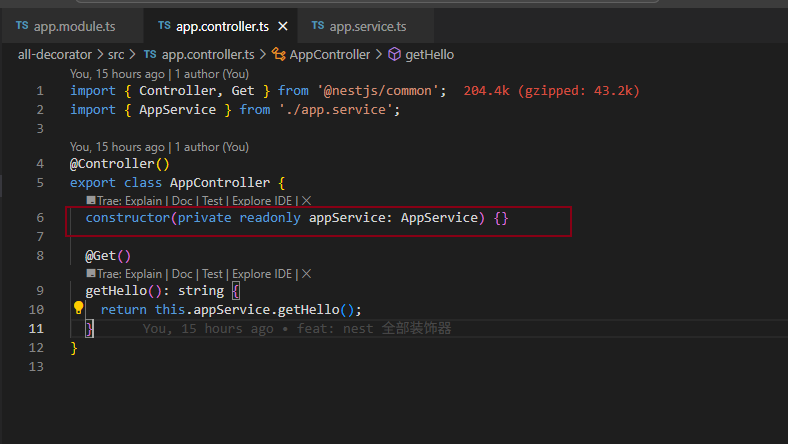 TS app.module.ts TS app.controller.ts × TS app.service.ts
all-decorator > src > TS app.controller.ts > AppController > getHello
You, 15 hours ago | 1 author (You)
1 import { Controller, Get } from '@nestjs/common'; 204.4k (gzipped: 43.2k)
2 import { AppService } from './app.service';
3
You, 15 hours ago | 1 author (You)
4 @Controller()
5 export class AppController {
Trae: Explain | Doc | Test | Explore IDE | ×
6 constructor(private readonly appService: AppService) {}
7
8 @Get()
Trae: Explain | Doc | Test | Explore IDE | ×
9 getHello(): string {
10 return this.appService.getHello();
11 } You, 15 hours ago • feat: nest 全部装饰器
12 }
13